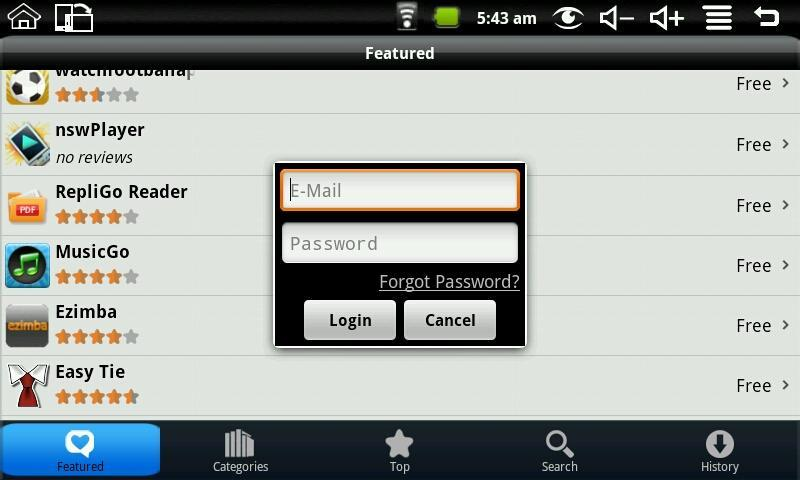 5:43 am
Featured
watchfootballap
Free
nswPlayer
no reviews
Free
PDF
RepliGo Reader
Free
MusicGo
Free
ezimba
Ezimba
Free
Easy Tie
Free
E-Mail
Password
Forgot Password?
Login
Cancel
Featured
Categories
Top
Search
History